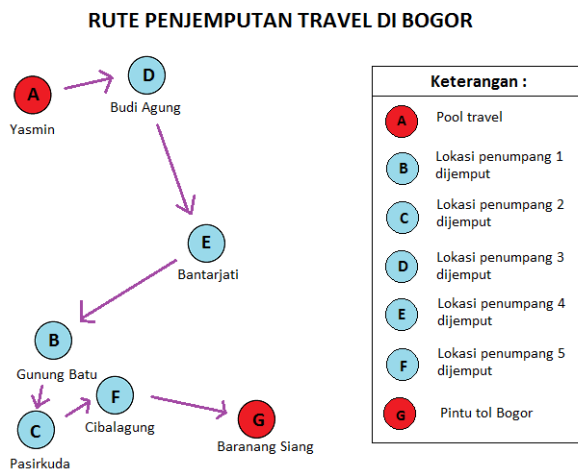 RUTE PENJEMPUTAN TRAVEL DI BOGOR
A
Yasmin
D
Budi Agung
E
Bantarjati
B
Gunung Batu
C
Pasirkuda
F
Cibalagung
G
Baranang Siang
Keterangan :
A
Pool travel
B
Lokasi penumpang 1
dijemput
C
Lokasi penumpang 2
dijemput
D
Lokasi penumpang 3
dijemput
E
Lokasi penumpang 4
dijemput
F
Lokasi penumpang 5
dijemput
G
Pintu tol Bogor